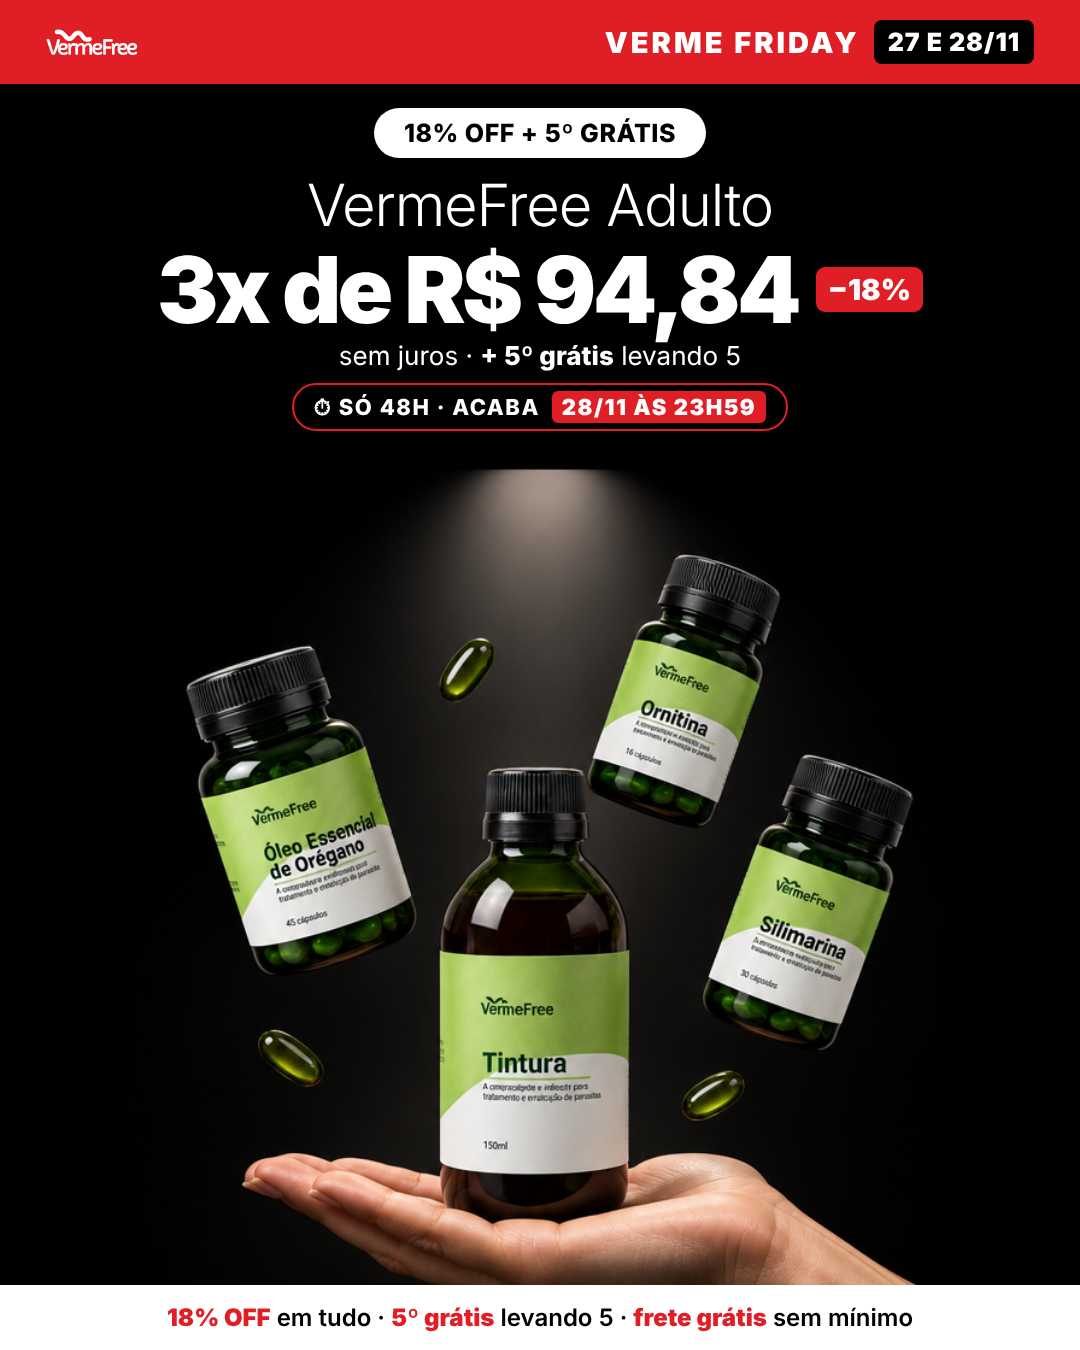 VermeFree
VERME FRIDAY 27 E 28/11
18% OFF + 5º GRÁTIS
VermeFree Adulto
3x de R$ 94,84 −18%
sem juros · + 5º grátis levando 5
SÓ 48H · ACABA 28/11 ÀS 23H59
VermeFree
Ornitina
16 cápsulas
VermeFree
Óleo Essencial
de Orégano
45 cápsulas
VermeFree
Silimarina
30 cápsulas
VermeFree
Tintura
tratamento e de parasitas
150ml
18% OFF em tudo · 5º grátis levando 5 · frete grátis sem mínimo